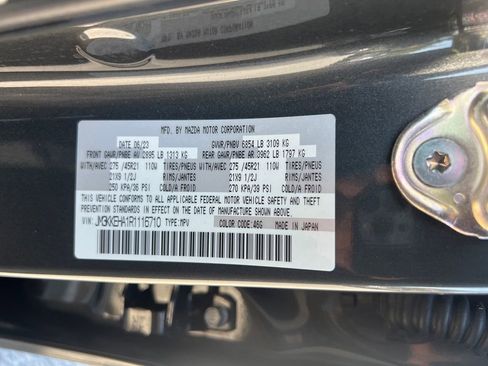 MFD. BY MAZDA MOTOR CORPORATION
DATE 06/23 GVWR/PNBV 6854 LB 3109 KG
FRONT GAWR/PNBE AV 2895 LB 1313 KG REAR GAWR/PNBE AR 3962 LB 1797 KG
WITH/AVEC 275 /45R21 110W TIRES/PNEUS WITH/AVEC 275 /45R21 110W TIRES/PNEUS
21X9 1/2J RIMS/JANTES 21X9 1/2J RIMS/JANTES
250 KPA/36 PSI COLD/A FROID 270 KPA/39 PSI COLD/A FROID
THIS VEHICLE CONFORMS TO ALL APPLICABLE FEDERAL MOTOR VEHICLE SAFETY AND THEFT
PREVENTION STANDARDS IN EFFECT ON THE DATE OF MANUFACTURE SHOWN ABOVE.
JM3KKEHA1R1116710 TYPE:MPV COLOR CODE:46G MADE IN JAPAN